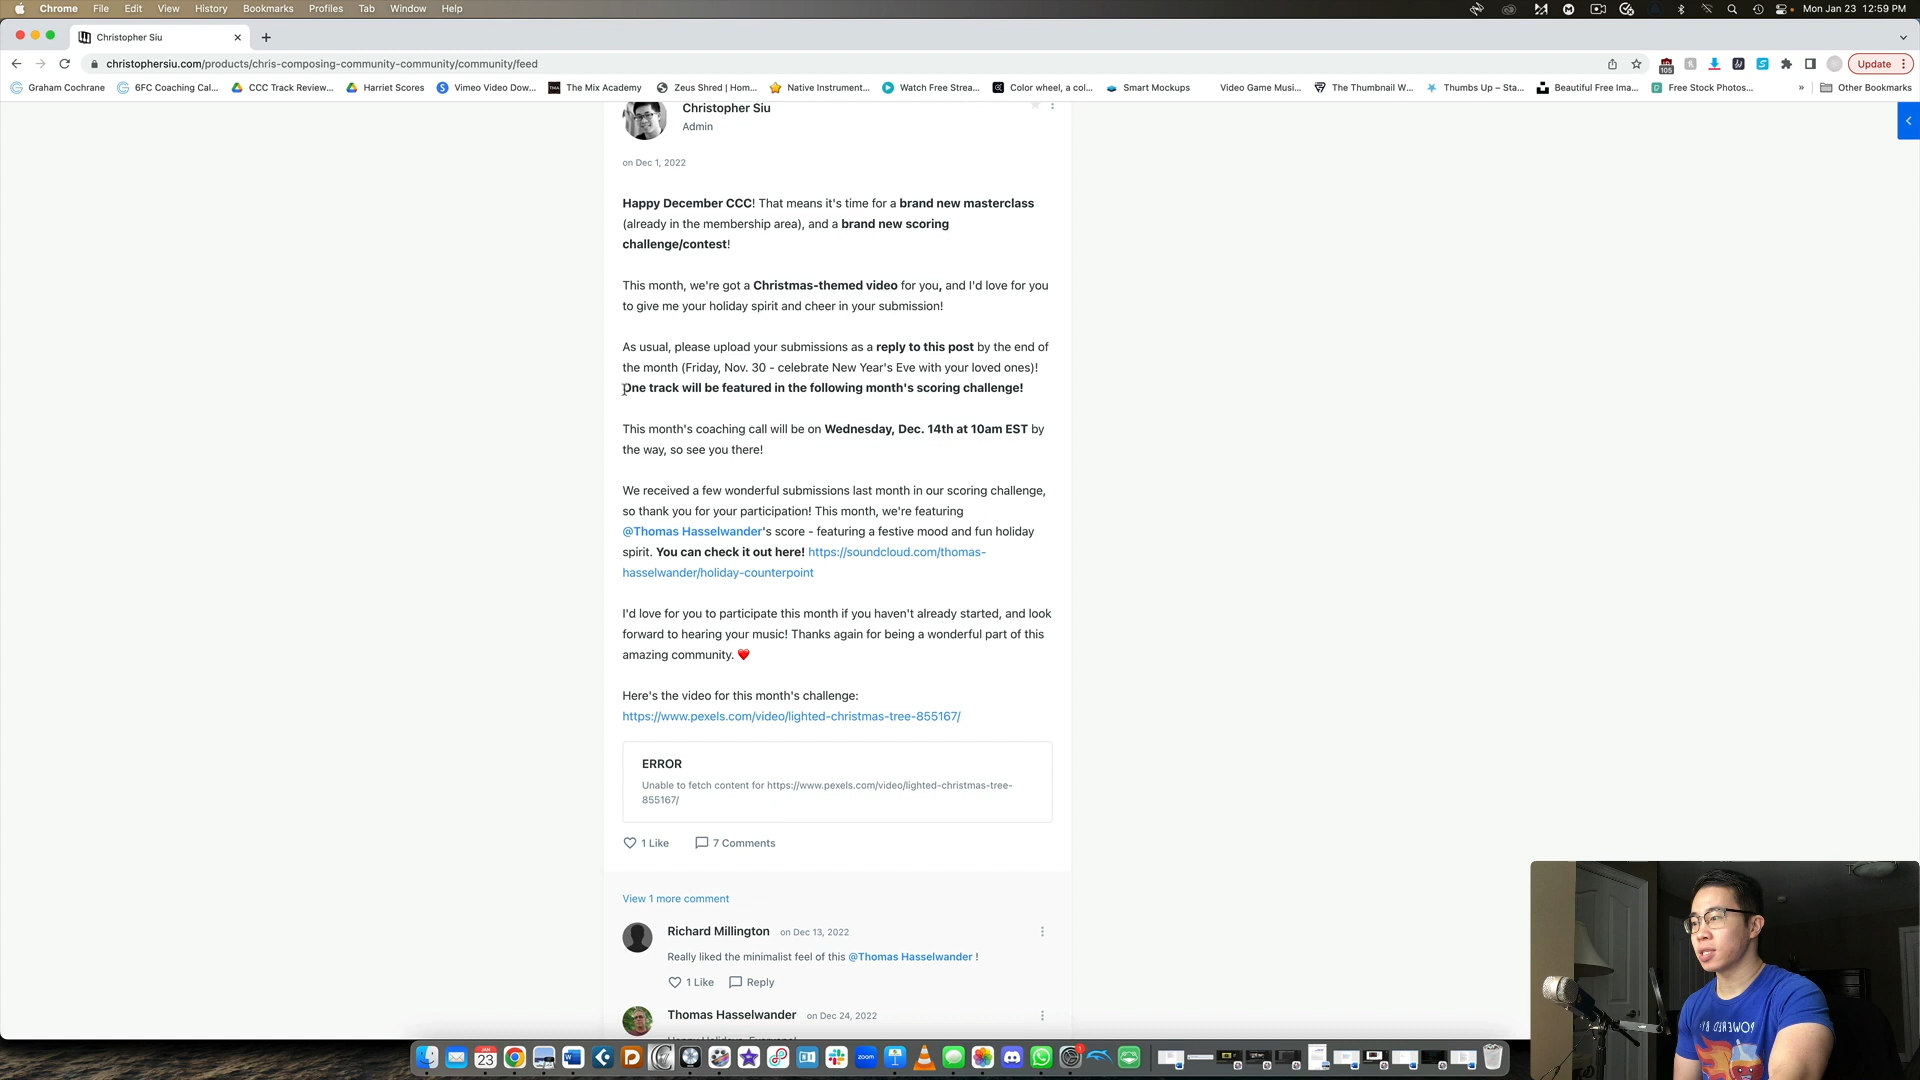 Chrome File Edit View History Bookmarks Profiles Tab Window Help
Mon Jan 23 12:59 PM
Christopher Siu
christophersiu.com/products/chris-composing-community-community/community/feed
105
Update
Graham Cochrane 6FC Coaching Cal... CCC Track Review... Harriet Scores Vimeo Video Dow... The Mix Academy Zeus Shred | Hom... Native Instrument... Watch Free Strea... Color wheel, a col... Smart Mockups Video Game Musi... The Thumbnail W... Thumbs Up – Sta... Beautiful Free Ima... Free Stock Photos... » Other Bookmarks
Christopher Siu
Admin
on Dec 1, 2022
Happy December CCC! That means it's time for a brand new masterclass
(already in the membership area), and a brand new scoring
challenge/contest!
This month, we're got a Christmas-themed video for you, and I'd love for you
to give me your holiday spirit and cheer in your submission!
As usual, please upload your submissions as a reply to this post by the end of
the month (Friday, Nov. 30 - celebrate New Year's Eve with your loved ones)!
One track will be featured in the following month's scoring challenge!
This month's coaching call will be on Wednesday, Dec. 14th at 10am EST by
the way, so see you there!
We received a few wonderful submissions last month in our scoring challenge,
so thank you for your participation! This month, we're featuring
@Thomas Hasselwander's score - featuring a festive mood and fun holiday
spirit. You can check it out here! https://soundcloud.com/thomas-
hasselwander/holiday-counterpoint
I'd love for you to participate this month if you haven't already started, and look
forward to hearing your music! Thanks again for being a wonderful part of this
amazing community. ❤️
Here's the video for this month's challenge:
https://www.pexels.com/video/lighted-christmas-tree-855167/
ERROR
Unable to fetch content for https://www.pexels.com/video/lighted-christmas-tree-
855167/
1 Like 7 Comments
View 1 more comment
Richard Millington on Dec 13, 2022
Really liked the minimalist feel of this @Thomas Hasselwander !
1 Like Reply
Thomas Hasselwander on Dec 24, 2022
JAN
23
zoom